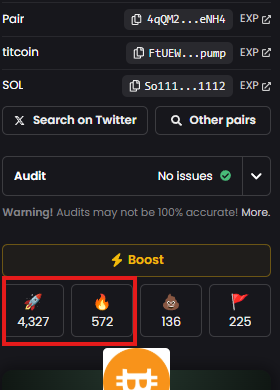 Pair 4qQM2...eNH4 EXP
titcoin FtUEW...pump EXP
SOL So111...1112 EXP
Search on Twitter Other pairs
Audit No issues
Warning! Audits may not be 100% accurate! More.
Boost
4,327 572 136 225